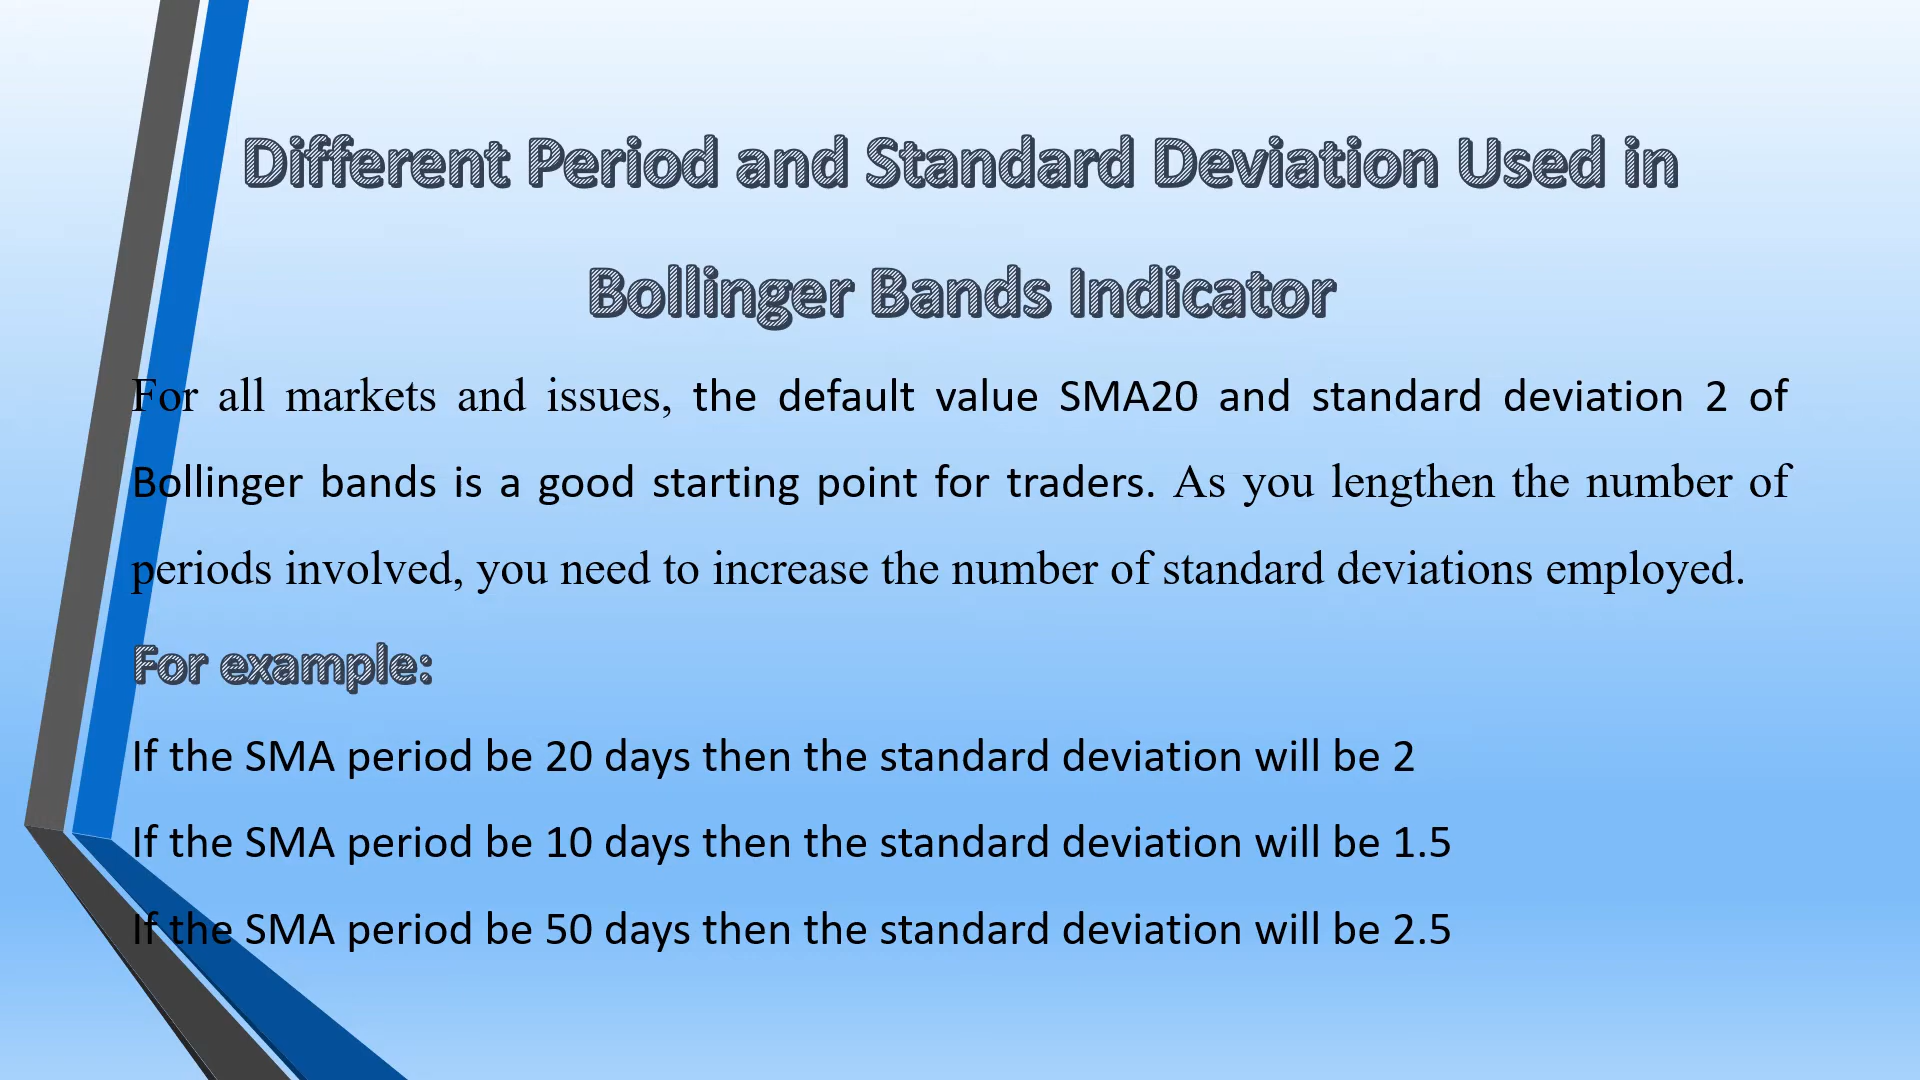 Different Period and Standard Deviation Used in
Bollinger Bands Indicator
For all markets and issues, the default value SMA20 and standard deviation 2 of
Bollinger bands is a good starting point for traders. As you lengthen the number of
periods involved, you need to increase the number of standard deviations employed.
For example:
If the SMA period be 20 days then the standard deviation will be 2
If the SMA period be 10 days then the standard deviation will be 1.5
If the SMA period be 50 days then the standard deviation will be 2.5